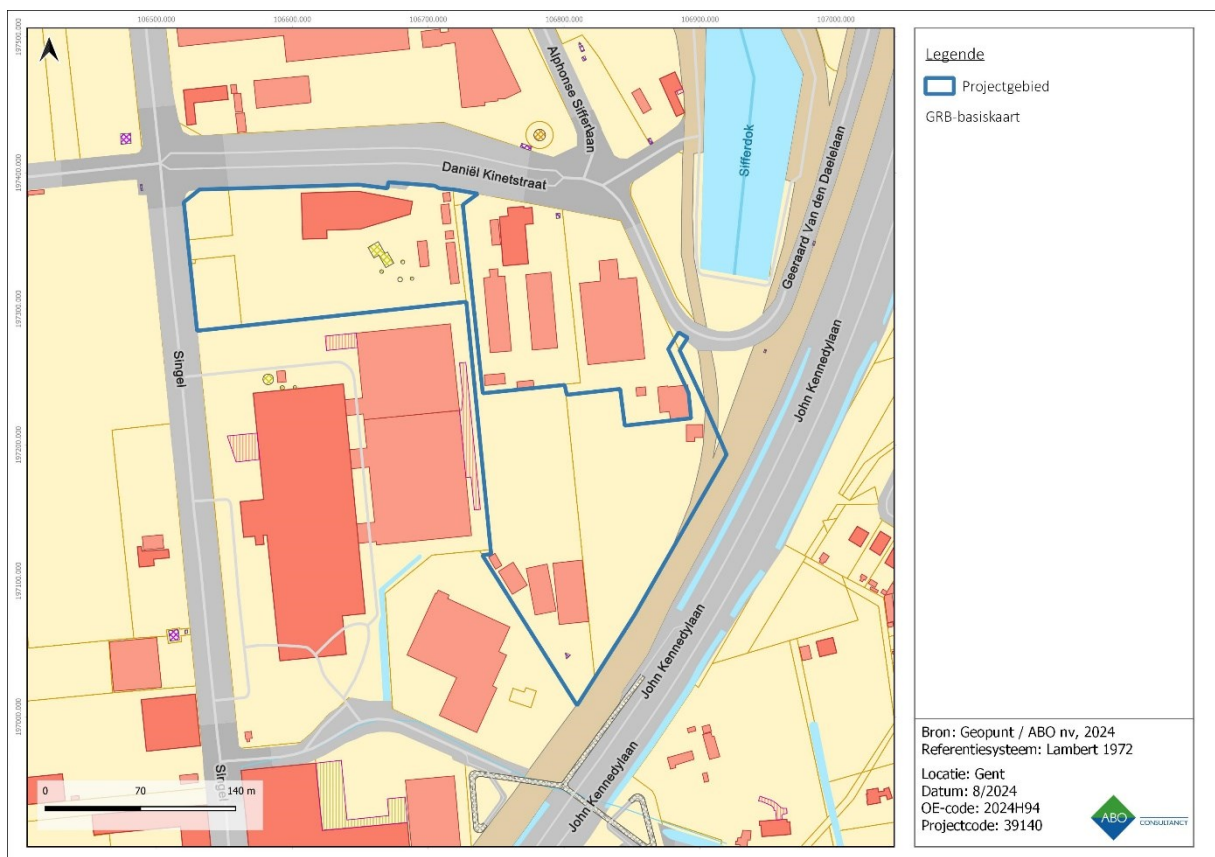 106500.000 106600.000 106700.000 106800.000 106900.000 107000.000
197500.000
197400.000
197300.000
197200.000
197100.000
197000.000
Alphonse Sifferlaan
Daniël Kinetstraat
Sifferdok
Geeraard Van den Daelelaan
John Kennedylaan
Singel
John Kennedylaan
John Kennedylaan
Singel
0 70 140 m
Legende
Projectgebied
GRB-basiskaart
Bron: Geopunt / ABO nv, 2024
Referentiesysteem: Lambert 1972
Locatie: Gent
Datum: 8/2024
OE-code: 2024H94
Projectcode: 39140
ABO CONSULTANCY